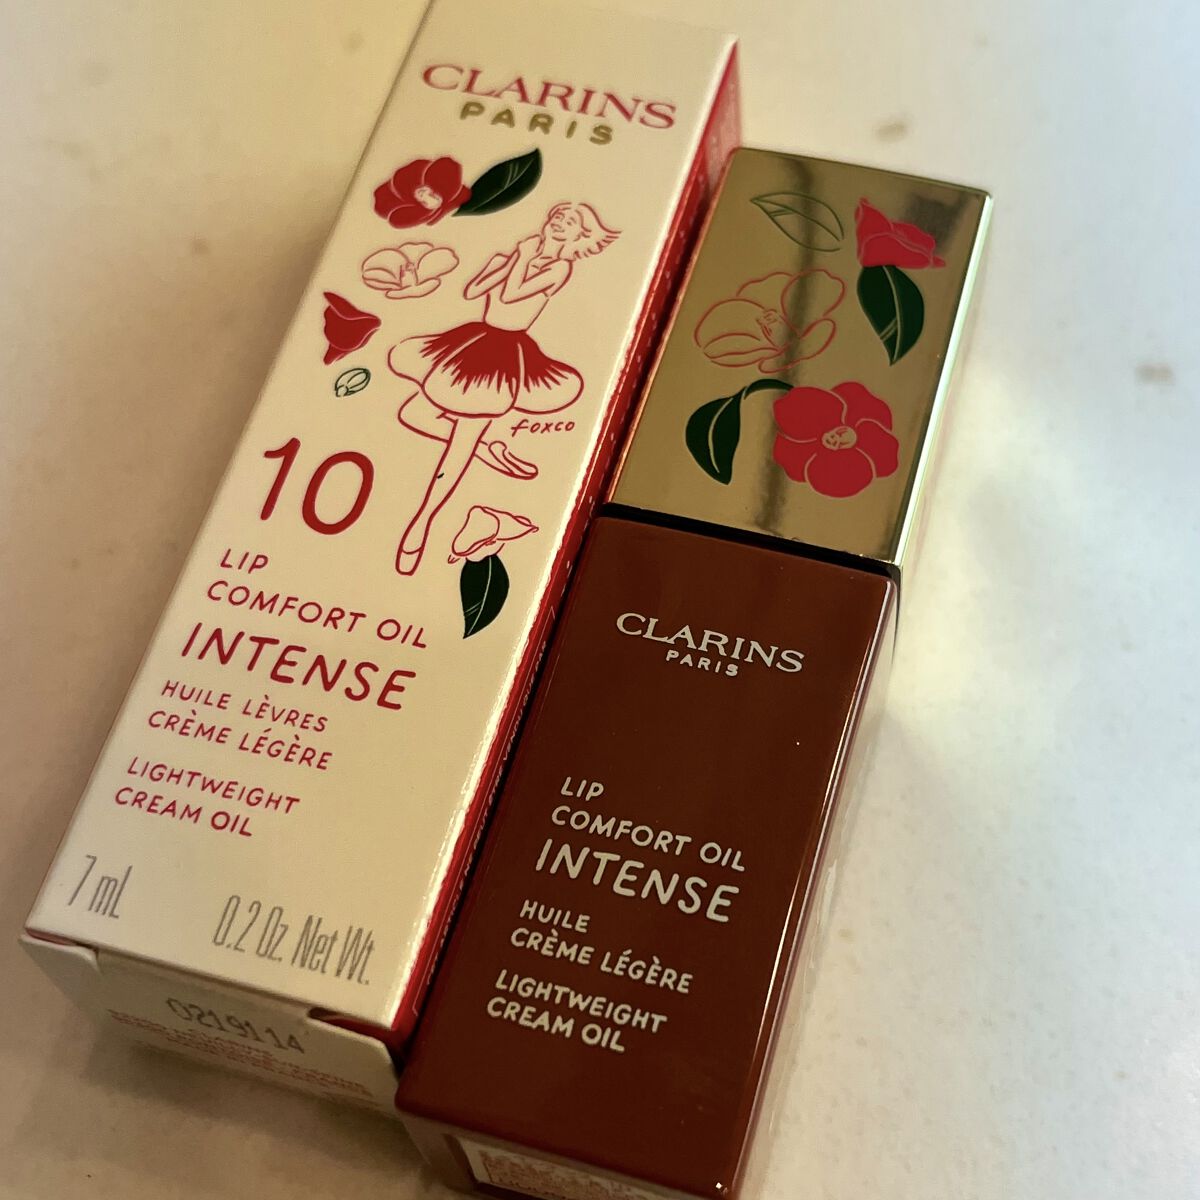 CLARINS
PARIS
foxco
10
LIP
COMFORT OIL
INTENSE
HUILE LÈVRES
CRÈME LÉGÈRE
LIGHTWEIGHT
CREAM OIL
7 mL
0.2 Oz. Net Wt.
0219114
CLARINS
PARIS
LIP
COMFORT OIL
INTENSE
HUILE
CRÈME LÉGÈRE
LIGHTWEIGHT
CREAM OIL